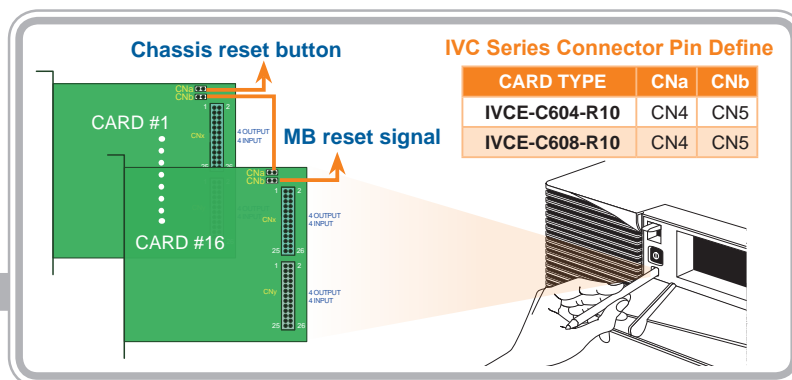 Chassis reset button
IVC Series Connector Pin Define
CARD TYPE CNa CNb
IVCE-C604-R10 CN4 CN5
IVCE-C608-R10 CN4 CN5
CNa
CNb
1 2
CARD #1
CNx
4 OUTPUT
4 INPUT
25 26
MB reset signal
CNa
CNb
1 2
CNx
4 OUTPUT
4 INPUT
25 26
CARD #16
1 2
CNy
4 OUTPUT
4 INPUT
25 26